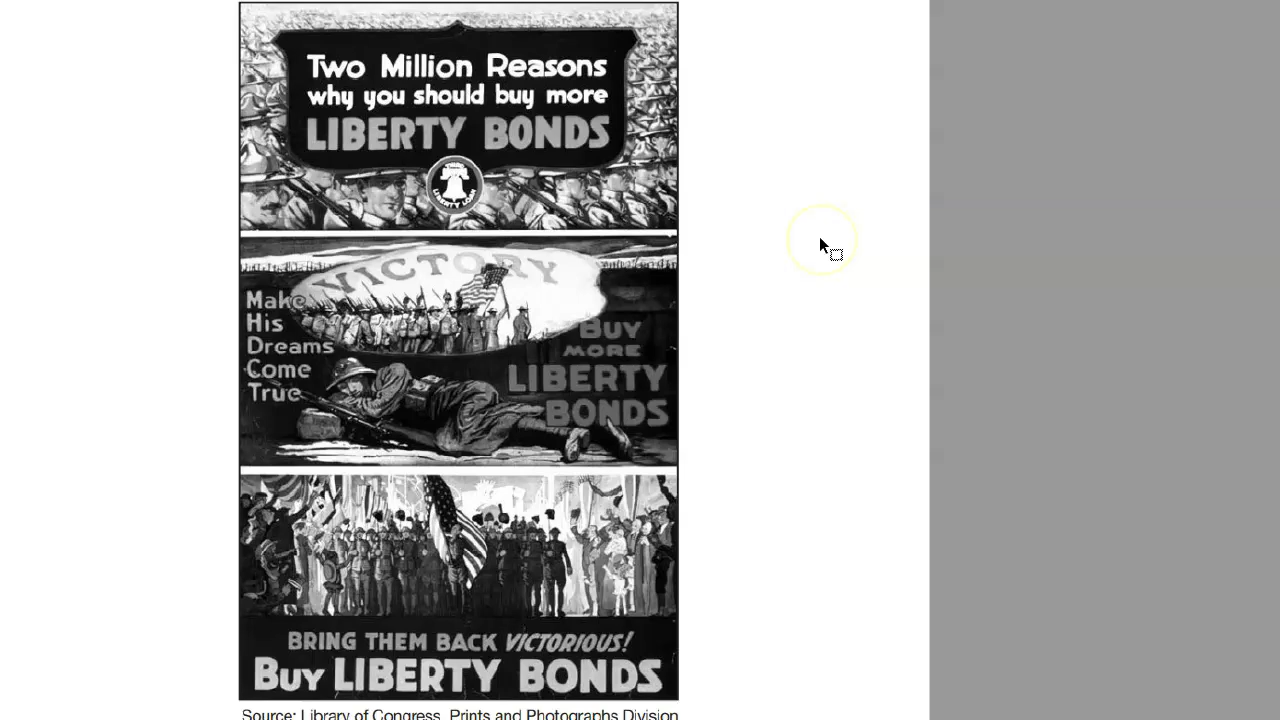 Two Million Reasons
why you should buy more
LIBERTY BONDS
LIBERTY LOAN
VICTORY
Make
His
Dreams
Come
True
BUY
MORE
LIBERTY
BONDS
BRING THEM BACK VICTORIOUS!
BUY LIBERTY BONDS
Source: Library of Congress, Prints and Photographs Division